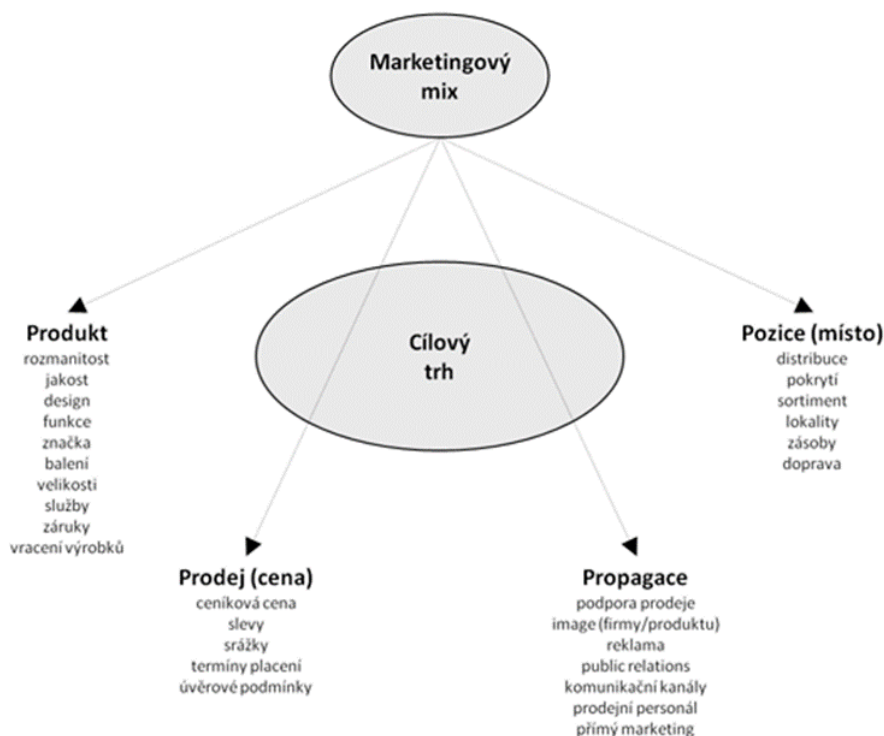 Marketingový
mix
Cílový
trh
Produkt
rozmanitost
jakost
design
funkce
značka
balení
velikosti
služby
záruky
vracení výrobků
Prodej (cena)
ceníková cena
slevy
srážky
termíny placení
úvěrové podmínky
Propagace
podpora prodeje
image (firmy/produktu)
reklama
public relations
komunikační kanály
prodejní personál
přímý marketing
Pozice (místo)
distribuce
pokrytí
sortiment
lokality
zásoby
doprava